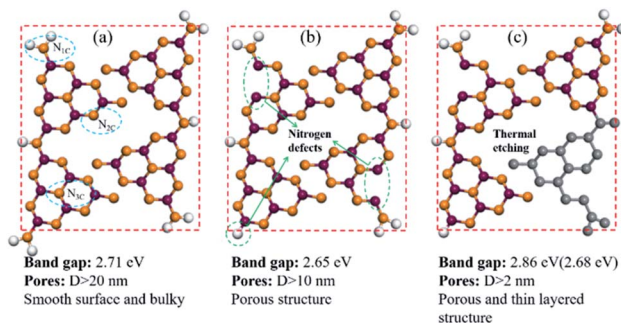 (a)
N1C
N2C
N3C
Band gap: 2.71 eV
Pores: D>20 nm
Smooth surface and bulky
(b)
Nitrogen
defects
Band gap: 2.65 eV
Pores: D>10 nm
Porous structure
(c)
Thermal
etching
Band gap: 2.86 eV(2.68 eV)
Pores: D>2 nm
Porous and thin layered
structure